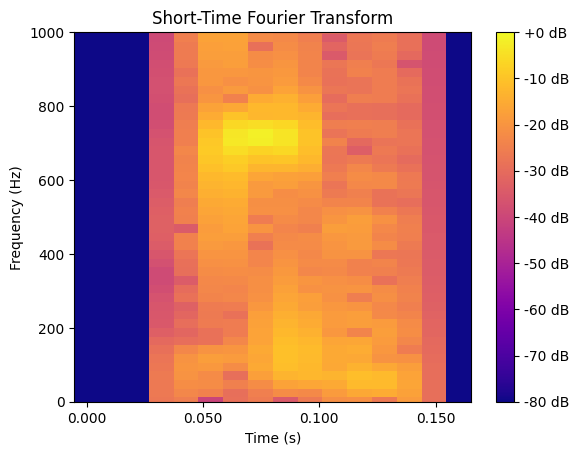 Short-Time Fourier Transform
1000
800
600
400
200
0
Frequency (Hz)
0.000
0.050
0.100
0.150
Time (s)
+0 dB
-10 dB
-20 dB
-30 dB
-40 dB
-50 dB
-60 dB
-70 dB
-80 dB